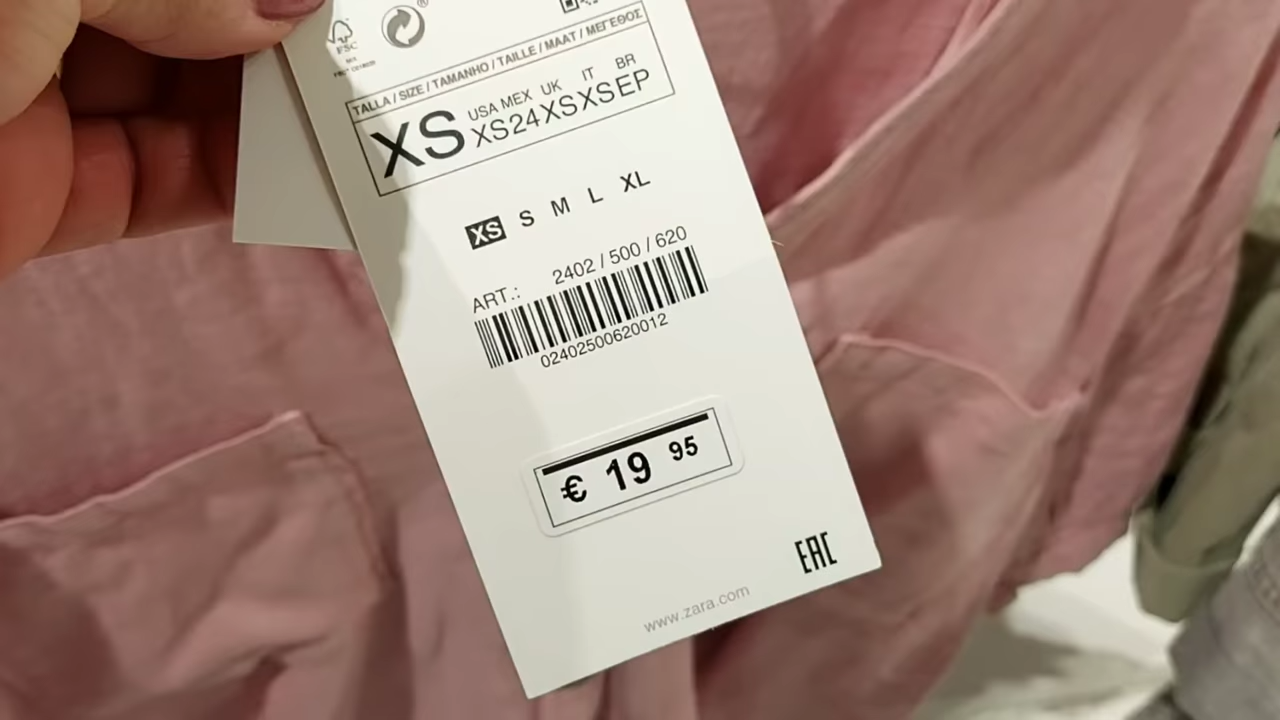 FSC
®
TALLA / SIZE / TAMANHO / TAILLE / MAAT / ΜΕΓΕΘΟΣ
XS
USA MEX UK IT BR
XS 24 XS XS EP
XS S M L XL
ART.: 2402 / 500 / 620
02402500620012
€ 19 95
EAC
www.zara.com